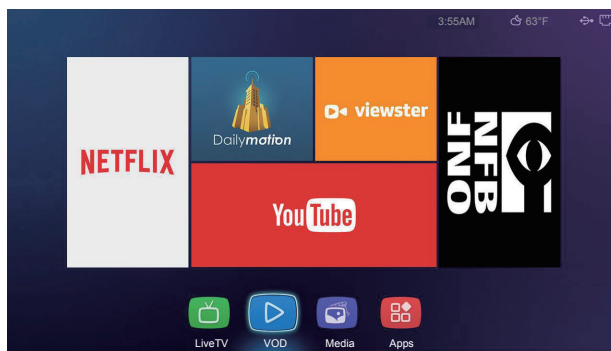 3:55AM 63°F
NETFLIX
Dailymotion
viewster
YouTube
NFB
ONF
LiveTV VOD Media Apps